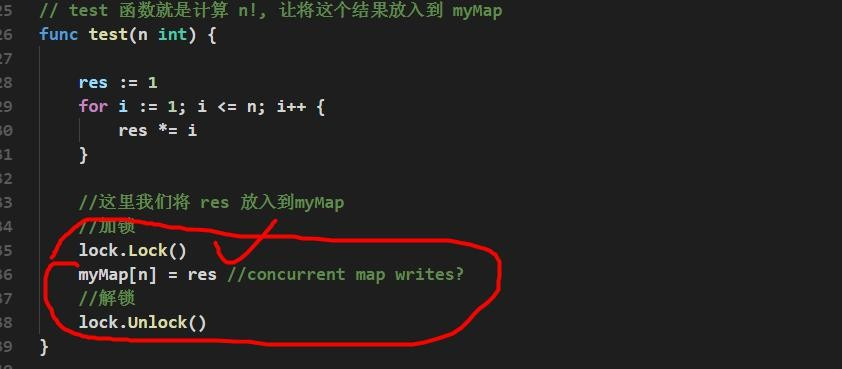 25 // test 函数就是计算 n!, 让将这个结果放入到 myMap
26 func test(n int) {
27
28 res := 1
29 for i := 1; i <= n; i++ {
30 res *= i
31 }
32
33 //这里我们将 res 放入到myMap
34 //加锁
35 lock.Lock()
36 myMap[n] = res //concurrent map writes?
37 //解锁
38 lock.Unlock()
39 }